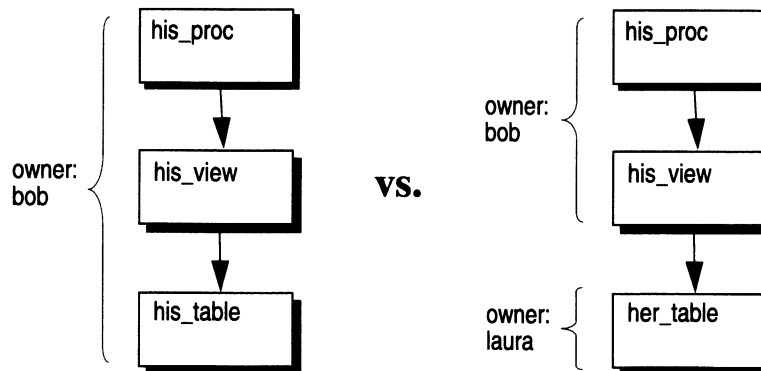 his_proc
owner:
bob
his_view
his_table
vs.
his_proc
owner:
bob
his_view
owner:
laura
her_table